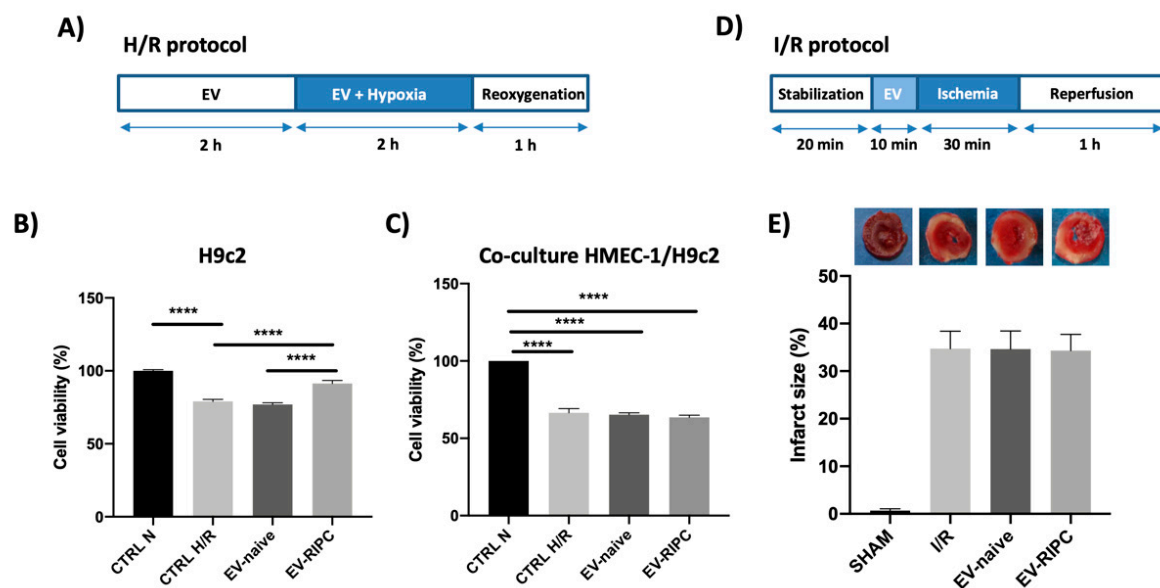 A)
H/R protocol
EV
EV + Hypoxia
Reoxygenation
2 h
2 h
1 h
D)
I/R protocol
Stabilization
EV
Ischemia
Reperfusion
20 min
10 min
30 min
1 h
B)
H9c2
Cell viability (%)
150
100
50
0
****
****
****
CTRL N
CTRL H/R
EV-naive
EV-RIPC
C)
Co-culture HMEC-1/H9c2
Cell viability (%)
150
100
50
0
****
****
****
CTRL N
CTRL H/R
EV-naive
EV-RIPC
E)
Infarct size (%)
50
40
30
20
10
0
SHAM
I/R
EV-naive
EV-RIPC